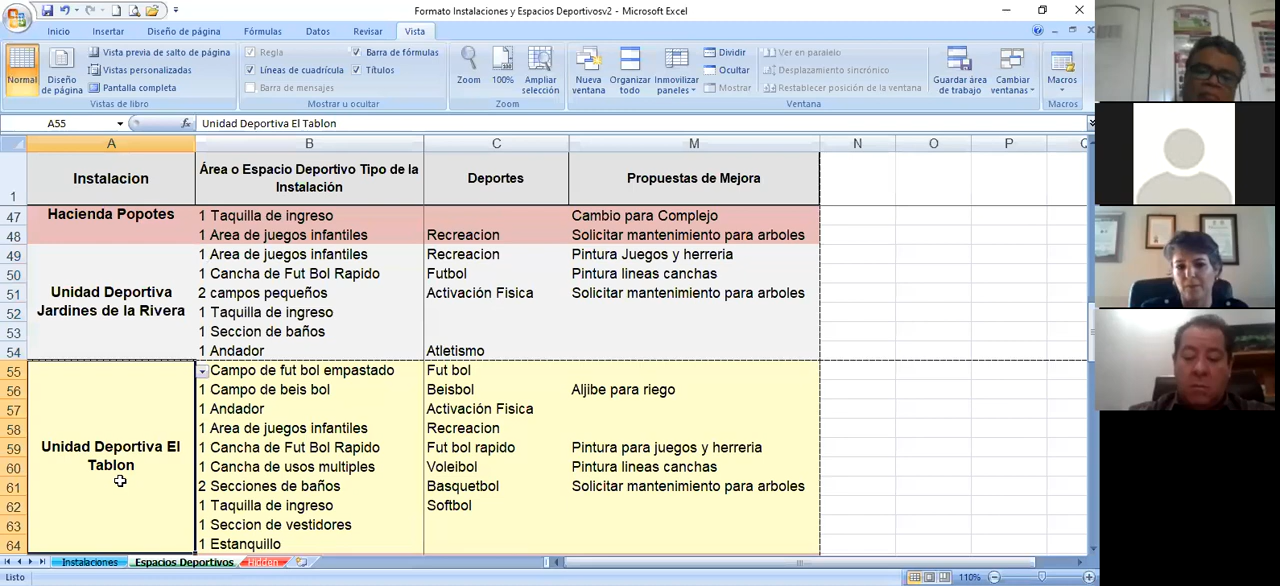 Formato Instalaciones y Espacios Deportivosv2 - Microsoft Excel
Inicio Insertar Diseño de página Fórmulas Datos Revisar Vista
Normal
Diseño de página
Vista previa de salto de página
Vistas personalizadas
Pantalla completa
Vistas de libro
Regla
Barra de fórmulas
Líneas de cuadrícula
Títulos
Barra de mensajes
Mostrar u ocultar
Zoom
100%
Ampliar selección
Zoom
Nueva ventana
Organizar todo
Inmovilizar paneles
Dividir
Ocultar
Mostrar
Ver en paralelo
Desplazamiento sincrónico
Restablecer posición de la ventana
Guardar área de trabajo
Cambiar ventanas
Ventana
Macros
Macros
A55 fx Unidad Deportiva El Tablon
A B C M N O P Q
1 Instalacion Área o Espacio Deportivo Tipo de la Instalación Deportes Propuestas de Mejora
47 Hacienda Popotes 1 Taquilla de ingreso Cambio para Complejo
48 1 Area de juegos infantiles Recreacion Solicitar mantenimiento para arboles
49 1 Area de juegos infantiles Recreacion Pintura Juegos y herreria
50 1 Cancha de Fut Bol Rapido Futbol Pintura lineas canchas
Unidad Deportiva Jardines de la Rivera
51 2 campos pequeños Activación Fisica Solicitar mantenimiento para arboles
52 1 Taquilla de ingreso
53 1 Seccion de baños
54 1 Andador Atletismo
55 Campo de fut bol empastado Fut bol
56 1 Campo de beis bol Beisbol Aljibe para riego
57 1 Andador Activación Fisica
58 1 Area de juegos infantiles Recreacion
Unidad Deportiva El Tablon
59 1 Cancha de Fut Bol Rapido Fut bol rapido Pintura para juegos y herreria
60 1 Cancha de usos multiples Voleibol Pintura lineas canchas
61 2 Secciones de baños Basquetbol Solicitar mantenimiento para arboles
62 1 Taquilla de ingreso Softbol
63 1 Seccion de vestidores
64 1 Estanquillo
Instalaciones Espacios Deportivos Hidden
Listo 110%